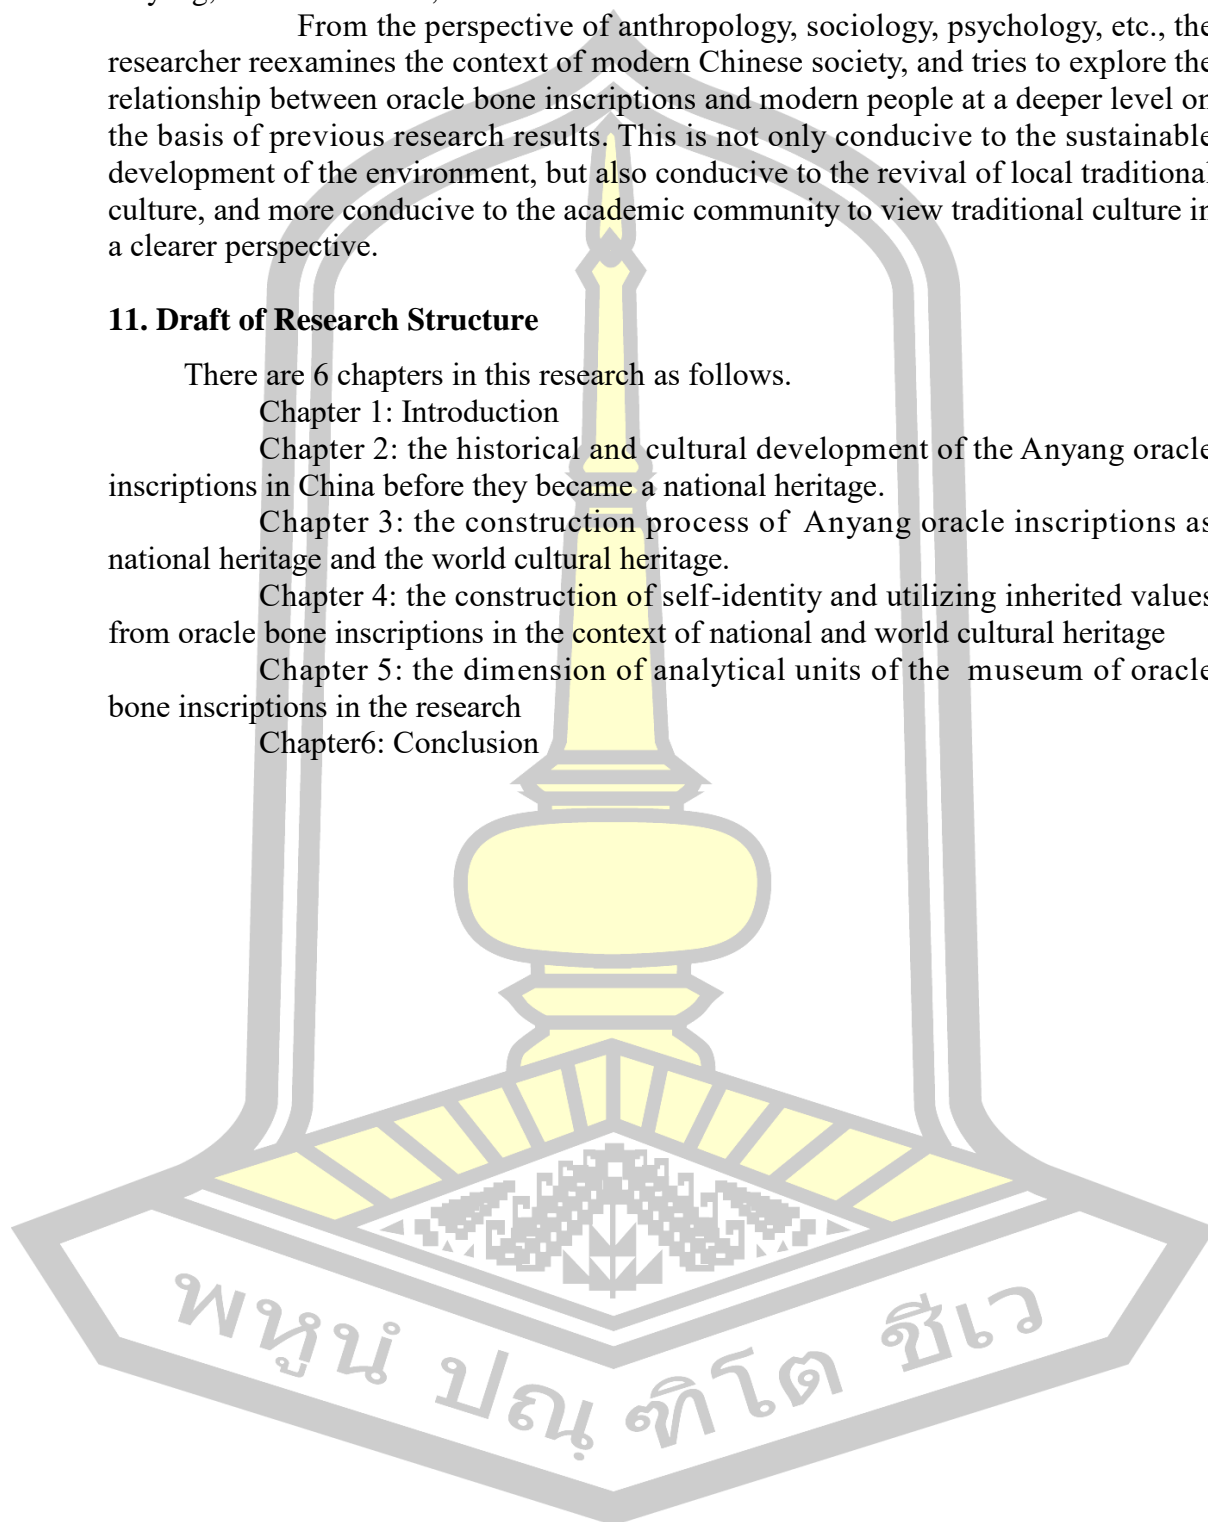 From the perspective of anthropology, sociology, psychology, etc., the
researcher reexamines the context of modern Chinese society, and tries to explore the
relationship between oracle bone inscriptions and modern people at a deeper level on
the basis of previous research results. This is not only conducive to the sustainable
development of the environment, but also conducive to the revival of local traditional
culture, and more conducive to the academic community to view traditional culture in
a clearer perspective.
11. Draft of Research Structure
There are 6 chapters in this research as follows.
Chapter 1: Introduction
Chapter 2: the historical and cultural development of the Anyang oracle
inscriptions in China before they became a national heritage.
Chapter 3: the construction process of Anyang oracle inscriptions as
national heritage and the world cultural heritage.
Chapter 4: the construction of self-identity and utilizing inherited values
from oracle bone inscriptions in the context of national and world cultural heritage
Chapter 5: the dimension of analytical units of the museum of oracle
bone inscriptions in the research
Chapter6: Conclusion
พหูนํ ปณฺฑิโต ชีเว